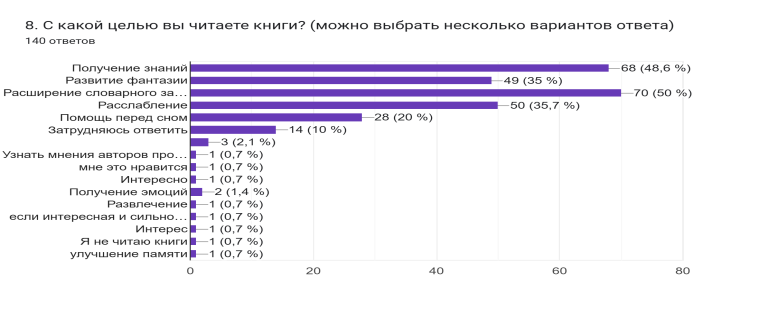 8. С какой целью вы читаете книги? (можно выбрать несколько вариантов ответа)
140 ответов
Получение знаний 68 (48,6 %)
Развитие фантазии 49 (35 %)
Расширение словарного за… 70 (50 %)
Расслабление 50 (35,7 %)
Помощь перед сном 28 (20 %)
Затрудняюсь ответить 14 (10 %)
3 (2,1 %)
Узнать мнения авторов про… 1 (0,7 %)
мне это нравится 1 (0,7 %)
Интересно 1 (0,7 %)
Получение эмоций 2 (1,4 %)
Развлечение 1 (0,7 %)
если интересная и сильно… 1 (0,7 %)
Интерес 1 (0,7 %)
Я не читаю книги 1 (0,7 %)
улучшение памяти 1 (0,7 %)
0 20 40 60 80